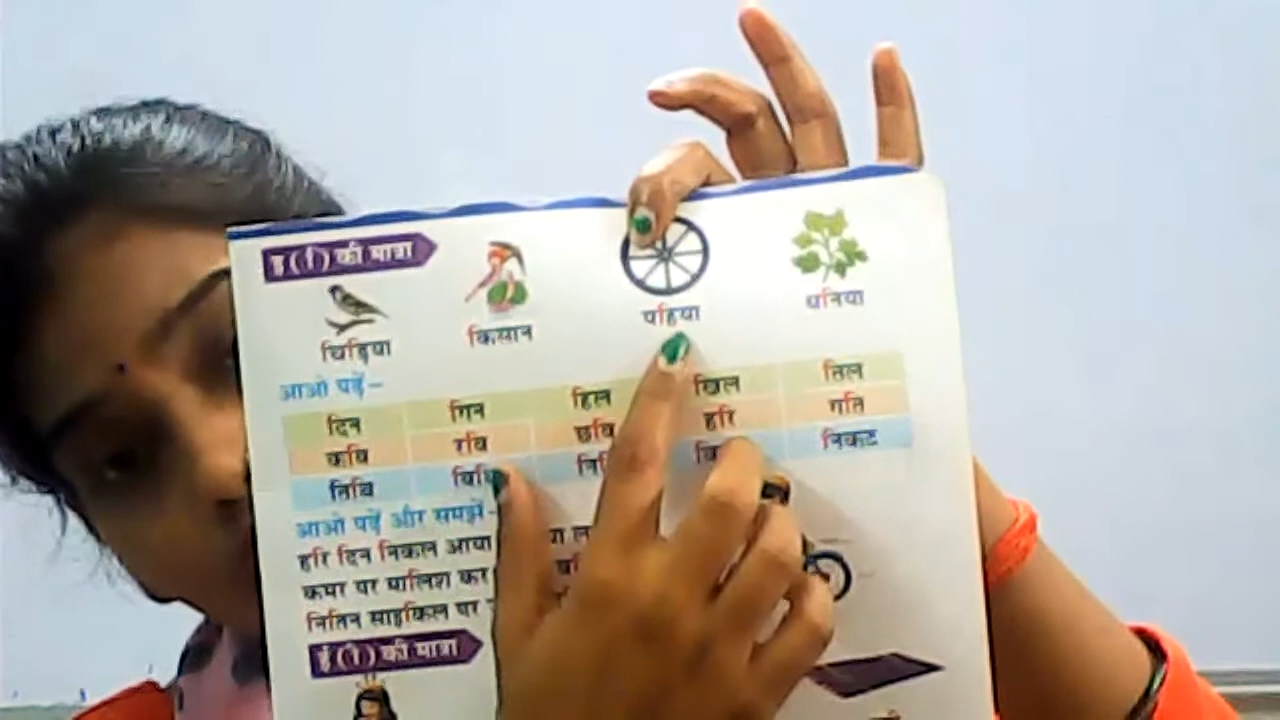 इ (ि) की मात्रा
चिड़िया किसान पहिया धनिया
आओ पढ़ें-
दिन गिन हिल खिल तिल
कवि रवि छवि हरि गति
तिथि निकट
आओ पढ़ें और समझें-
हरि दिन निकल आया
कमर पर मालिश कर
नितिन साइकिल पर
ई (ी) की मात्रा